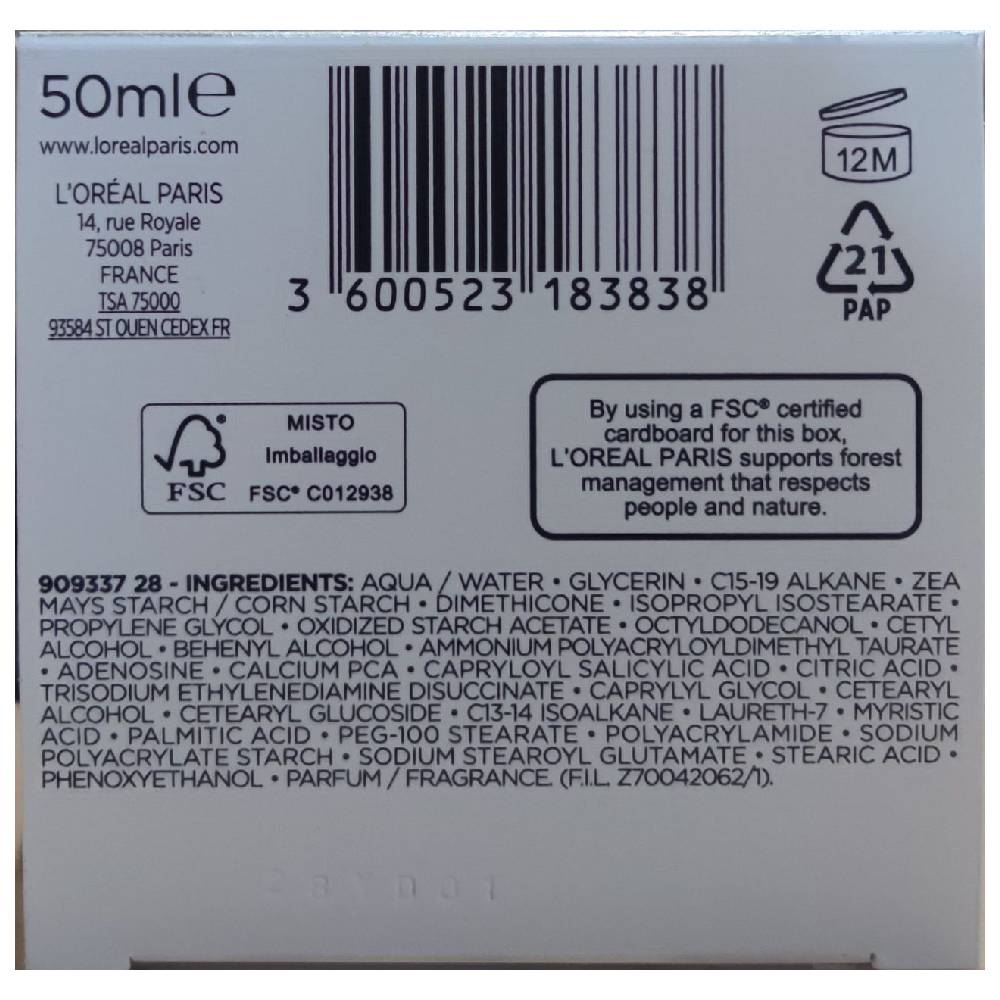 50ml℮
www.lorealparis.com
L'ORÉAL PARIS
14, rue Royale
75008 Paris
FRANCE
TSA 75000
93584 ST OUEN CEDEX FR
3 600523 183838
12M
21
PAP
FSC
MISTO
Imballaggio
FSC® C012938
By using a FSC® certified
cardboard for this box,
L'OREAL PARIS supports forest
management that respects
people and nature.
909337 28 - INGREDIENTS: AQUA / WATER • GLYCERIN • C15-19 ALKANE • ZEA
MAYS STARCH / CORN STARCH • DIMETHICONE • ISOPROPYL ISOSTEARATE •
PROPYLENE GLYCOL • OXIDIZED STARCH ACETATE • OCTYLDODECANOL • CETYL
ALCOHOL • BEHENYL ALCOHOL • AMMONIUM POLYACRYLOYLDIMETHYL TAURATE
• ADENOSINE • CALCIUM PCA • CAPRYLOYL SALICYLIC ACID • CITRIC ACID •
TRISODIUM ETHYLENEDIAMINE DISUCCINATE • CAPRYLYL GLYCOL • CETEARYL
ALCOHOL • CETEARYL GLUCOSIDE • C13-14 ISOALKANE • LAURETH-7 • MYRISTIC
ACID • PALMITIC ACID • PEG-100 STEARATE • POLYACRYLAMIDE • SODIUM
POLYACRYLATE STARCH • SODIUM STEAROYL GLUTAMATE • STEARIC ACID •
PHENOXYETHANOL • PARFUM / FRAGRANCE. (F.I.L. Z70042062/1).